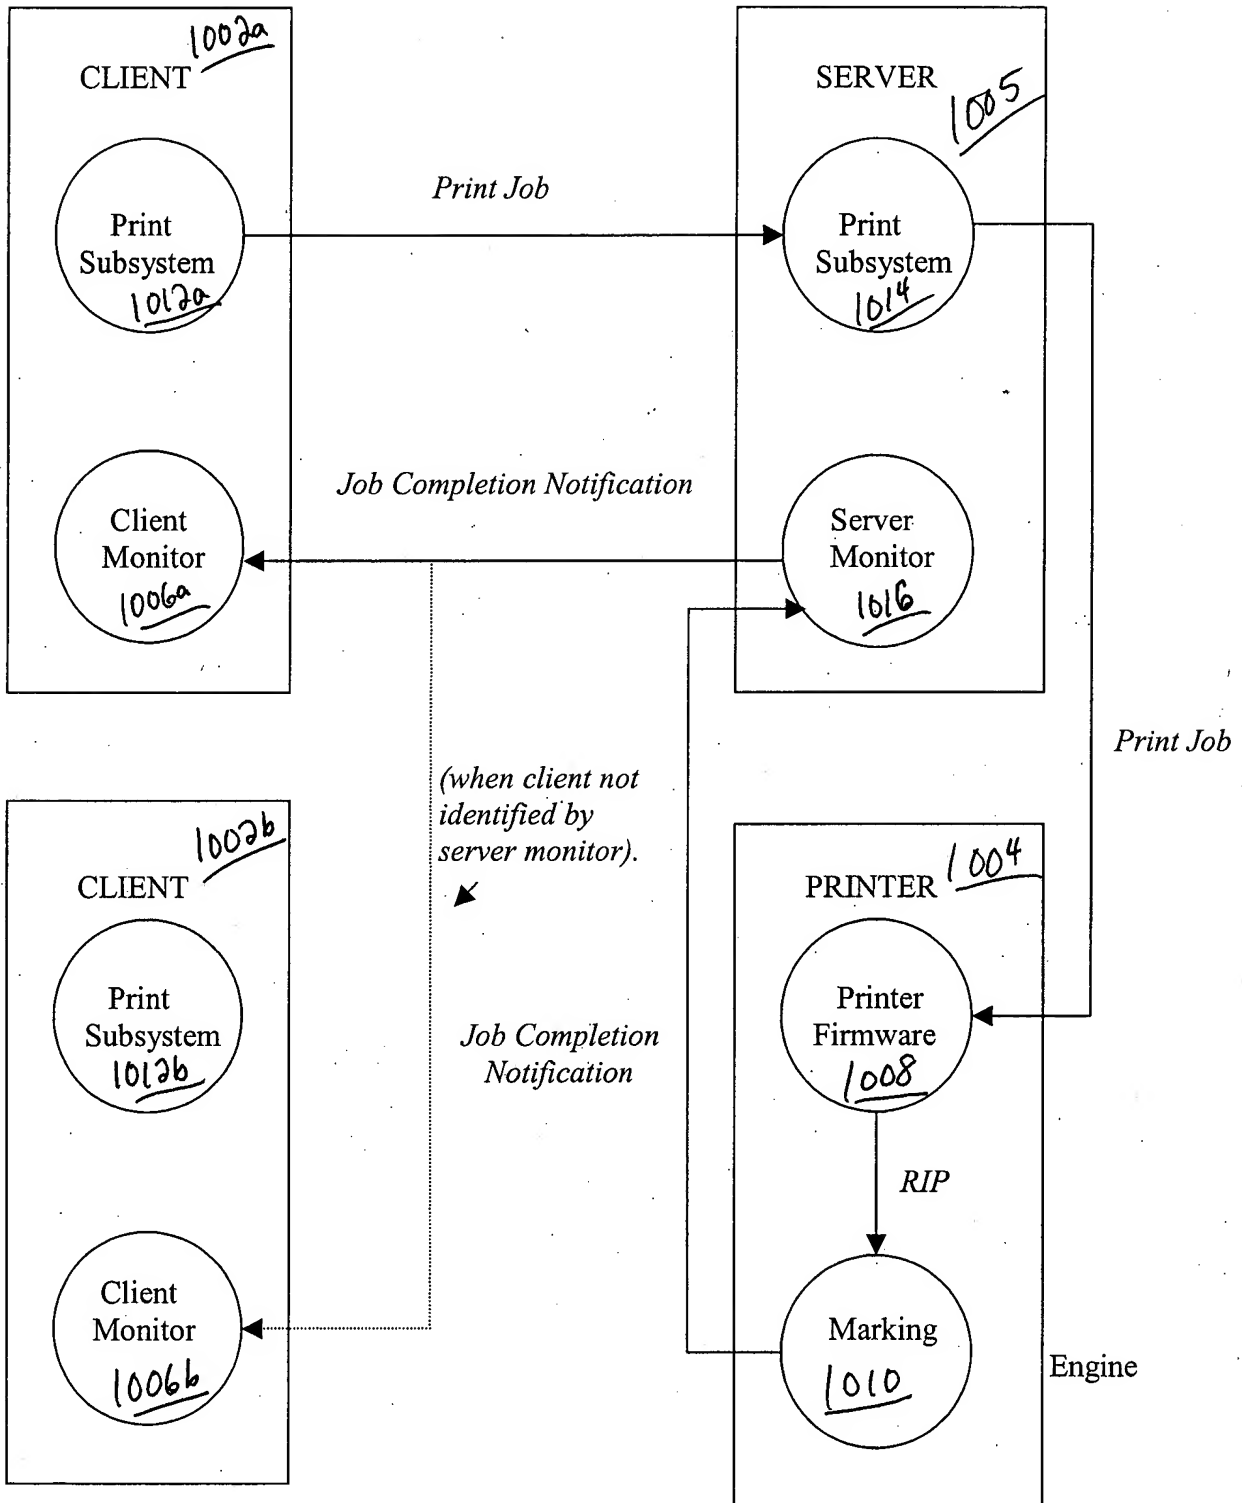 1002a
CLIENT
Print
Subsystem
1012a
Print Job
SERVER
1005
Print
Subsystem
1014
Client
Monitor
1006a
Job Completion Notification
Server
Monitor
1016
Print Job
(when client not
identified by
server monitor).
1002b
CLIENT
Print
Subsystem
1012b
Job Completion
Notification
PRINTER
1004
Printer
Firmware
1008
RIP
Client
Monitor
1006b
Marking
1010
Engine